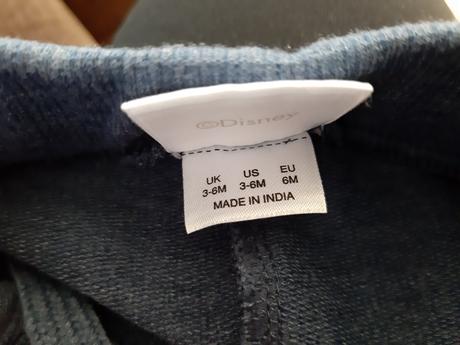 ©Disney
UK US EU
3-6M 3-6M 6M
MADE IN INDIA